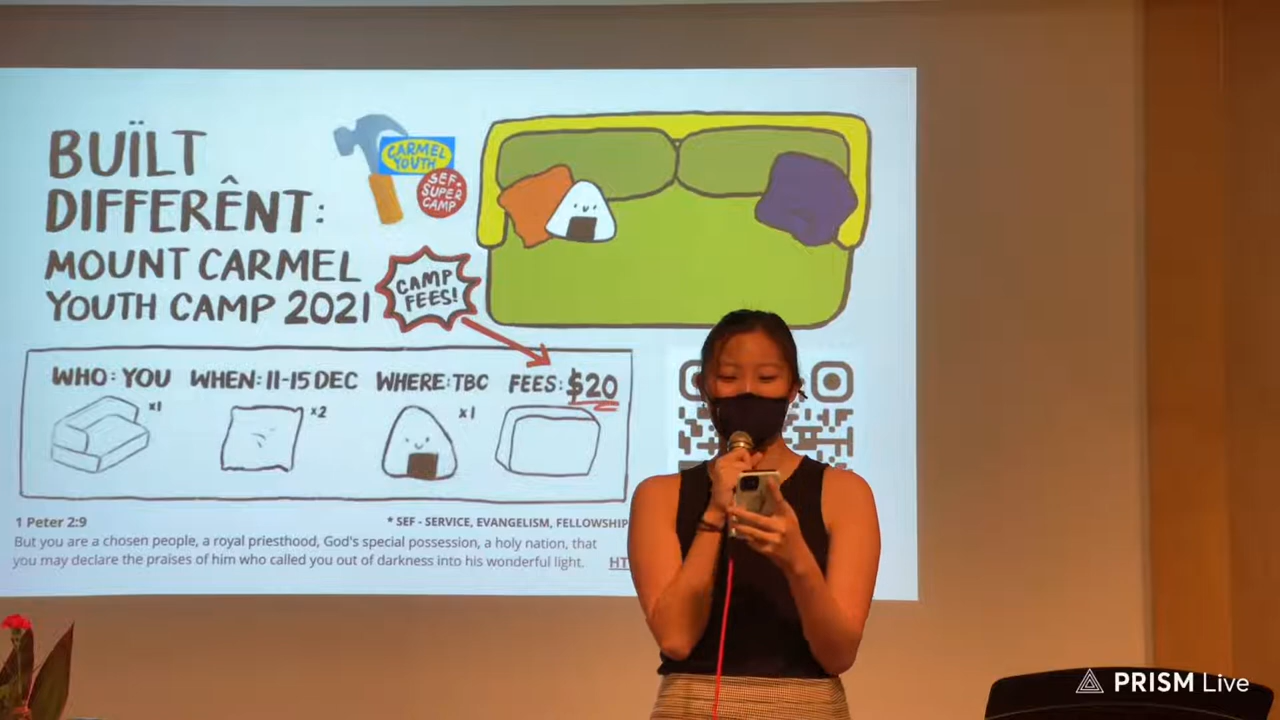 BUÏLT
DIFFERÊNT:
MOUNT CARMEL
YOUTH CAMP 2021
CARMEL
YOUTH
SEF*
SUPER
CAMP
CAMP
FEES!
WHO: YOU WHEN: 11-15 DEC WHERE: TBC FEES: $20
x1 x2 x1
1 Peter 2:9
* SEF - SERVICE, EVANGELISM, FELLOWSHIP
But you are a chosen people, a royal priesthood, God's special possession, a holy nation, that
you may declare the praises of him who called you out of darkness into his wonderful light.
PRISM Live